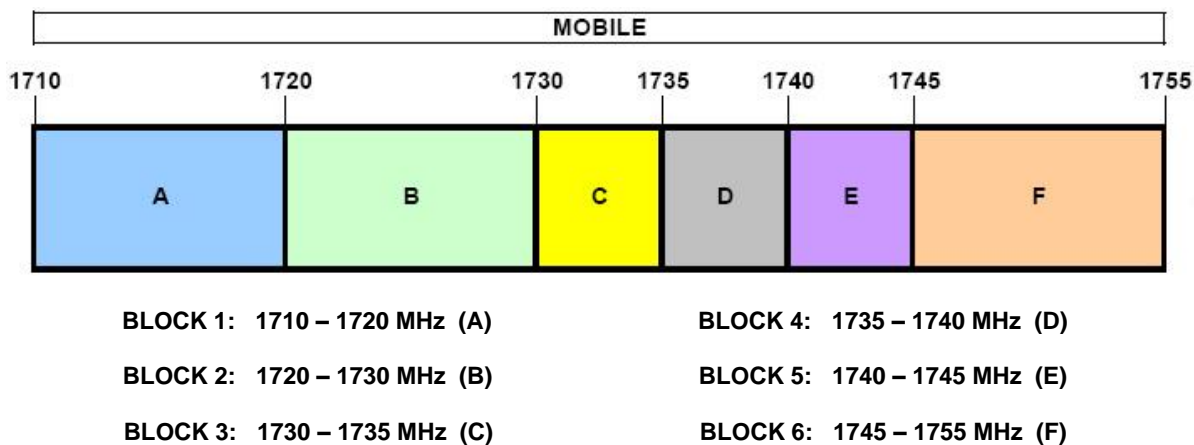 MOBILE
1710 1720 1730 1735 1740 1745 1755
A B C D E F
BLOCK 1: 1710 – 1720 MHz (A)
BLOCK 4: 1735 – 1740 MHz (D)
BLOCK 2: 1720 – 1730 MHz (B)
BLOCK 5: 1740 – 1745 MHz (E)
BLOCK 3: 1730 – 1735 MHz (C)
BLOCK 6: 1745 – 1755 MHz (F)